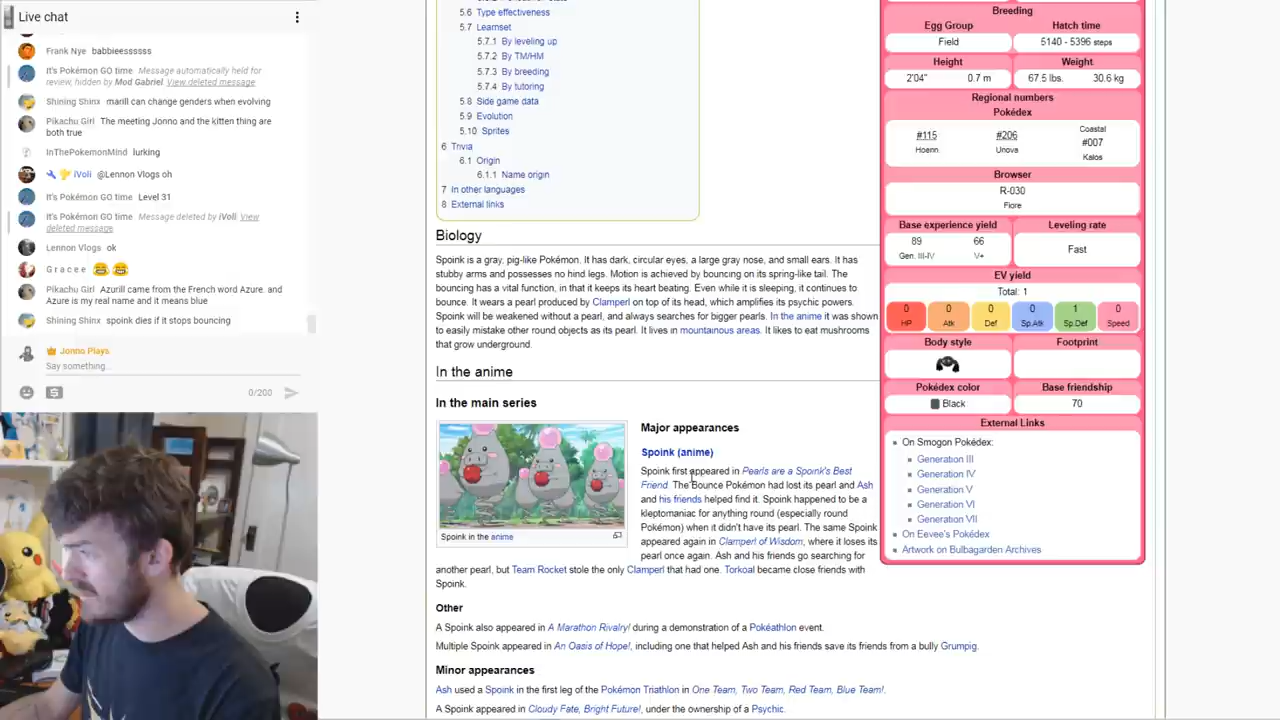 Live chat
Frank Nye babbieessssss
It's Pokémon GO time Message automatically held for
review, hidden by Mod Gabriel View deleted message
Shining Shinx marill can change genders when evolving
Pikachu Girl The meeting Jonno and the kitten thing are
both true
InThePokemonMind lurking
iVoli @Lennon Vlogs oh
It's Pokémon GO time Level 31
It's Pokémon GO time Message deleted by iVoli View
deleted message
Lennon Vlogs ok
G r a c e e 😂😂
Pikachu Girl Azurill came from the French word Azure. and
Azure is my real name and it means blue
Shining Shinx spoink dies if it stops bouncing
Jonno Plays
Say something...
0/200
5.6 Type effectiveness
5.7 Learnset
5.7.1 By leveling up
5.7.2 By TM/HM
5.7.3 By breeding
5.7.4 By tutoring
5.8 Side game data
5.9 Evolution
5.10 Sprites
6 Trivia
6.1 Origin
6.1.1 Name origin
7 In other languages
8 External links
Biology
Spoink is a gray, pig-like Pokémon. It has dark, circular eyes, a large gray nose, and small ears. It has
stubby arms and possesses no hind legs. Motion is achieved by bouncing on its spring-like tail. The
bouncing has a vital function, in that it keeps its heart beating. Even while it is sleeping, it continues to
bounce. It wears a pearl produced by Clamperl on top of its head, which amplifies its psychic powers.
Spoink will be weakened without a pearl, and always searches for bigger pearls. In the anime it was shown
to easily mistake other round objects as its pearl. It lives in mountainous areas. It likes to eat mushrooms
that grow underground.
In the anime
In the main series
Spoink in the anime
Major appearances
Spoink (anime)
Spoink first appeared in Pearls are a Spoink's Best
Friend. The Bounce Pokémon had lost its pearl and Ash
and his friends helped find it. Spoink happened to be a
kleptomaniac for anything round (especially round
Pokémon) when it didn't have its pearl. The same Spoink
appeared again in Clamperl of Wisdom, where it loses its
pearl once again. Ash and his friends go searching for
another pearl, but Team Rocket stole the only Clamperl that had one. Torkoal became close friends with
Spoink.
Other
A Spoink also appeared in A Marathon Rivalry! during a demonstration of a Pokéathlon event.
Multiple Spoink appeared in An Oasis of Hope!, including one that helped Ash and his friends save its friends from a bully Grumpig.
Minor appearances
Ash used a Spoink in the first leg of the Pokémon Triathlon in One Team, Two Team, Red Team, Blue Team!.
A Spoink appeared in Cloudy Fate, Bright Future!, under the ownership of a Psychic.
Breeding
Egg Group Hatch time
Field 5140 - 5396 steps
Height Weight
2'04" 0.7 m 67.5 lbs. 30.6 kg
Regional numbers
Pokédex
#115 Hoenn
#206 Unova
Coastal #007 Kalos
Browser
R-030
Fiore
Base experience yield Leveling rate
89 66 Fast
Gen. III-IV V+
EV yield
Total: 1
0 0 0 0 1 0
HP Atk Def Sp.Atk Sp.Def Speed
Body style Footprint
Pokédex color Base friendship
Black 70
External Links
On Smogon Pokédex:
Generation III
Generation IV
Generation V
Generation VI
Generation VII
On Eevee's Pokédex
Artwork on Bulbagarden Archives